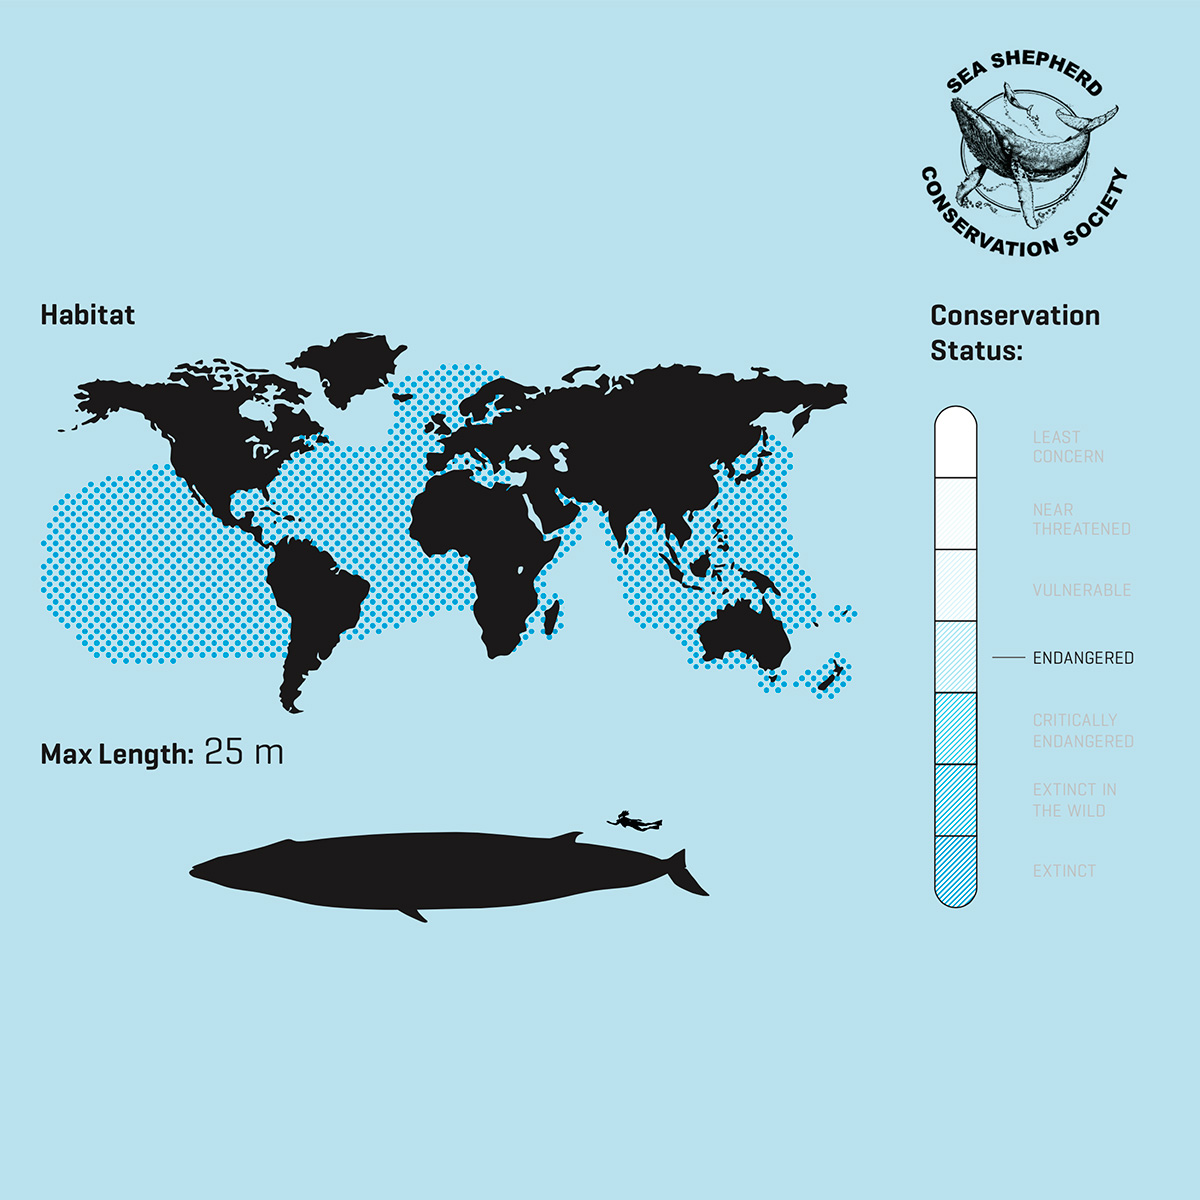 SEA SHEPHERD
CONSERVATION SOCIETY
Habitat
Conservation
Status:
LEAST
CONCERN
NEAR
THREATENED
VULNERABLE
ENDANGERED
CRITICALLY
ENDANGERED
EXTINCT IN
THE WILD
EXTINCT
Max Length: 25 m